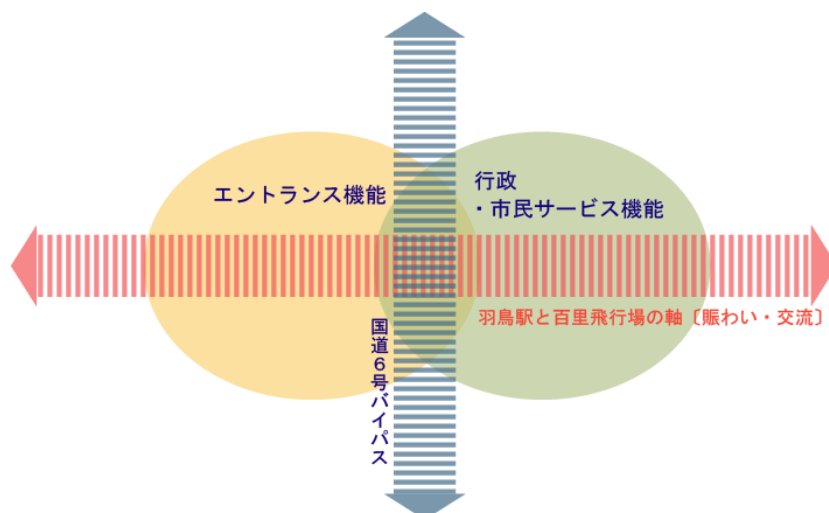 エントランス機能
行政
・市民サービス機能
羽鳥駅と百里飛行場の軸〔賑わい・交流〕
国道６号バイパス